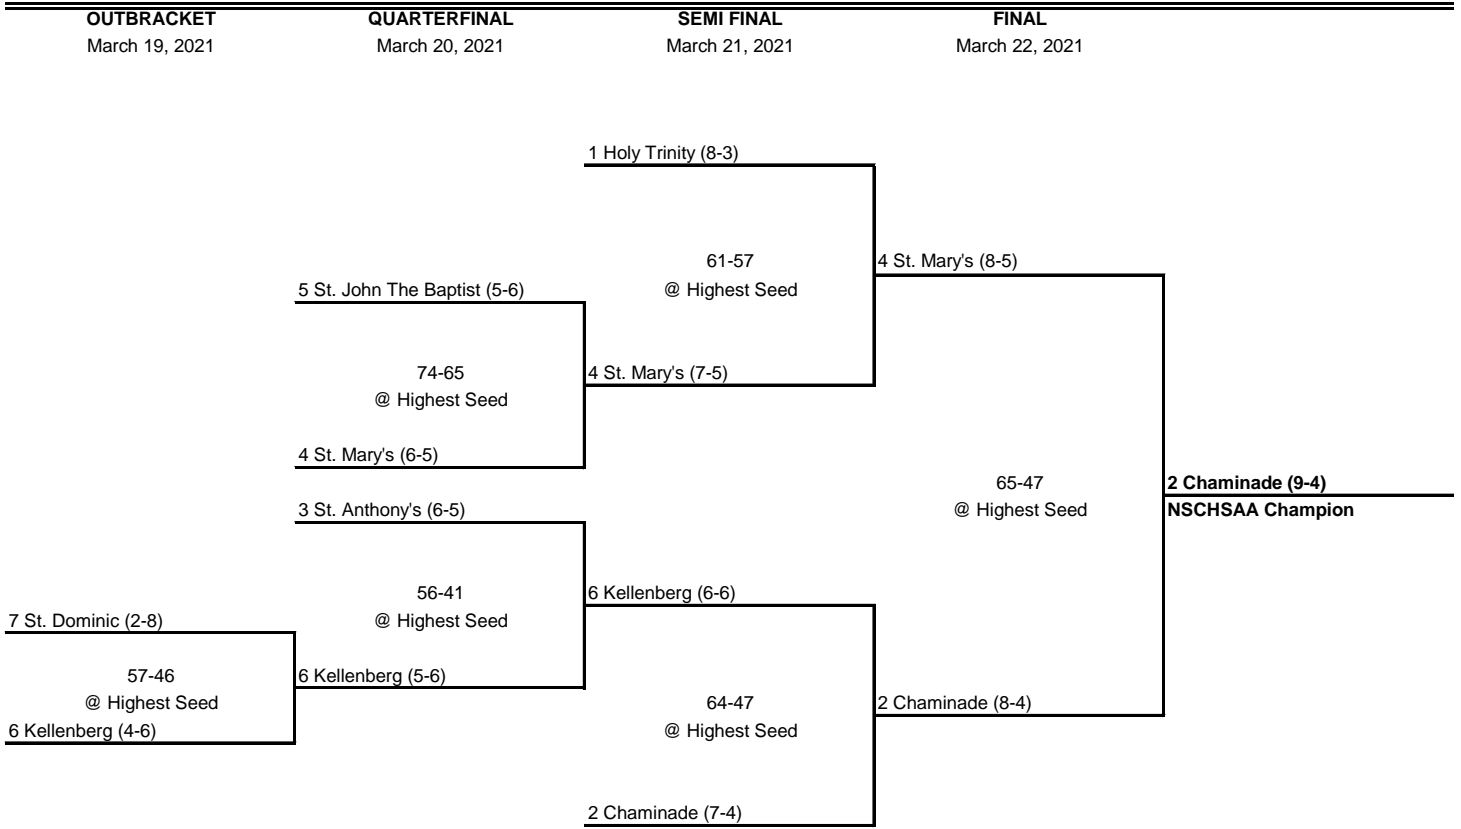 OUTBRACKET QUARTERFINAL SEMI FINAL FINAL
March 19, 2021 March 20, 2021 March 21, 2021 March 22, 2021
1 Holy Trinity (8-3)
61-57
4 St. Mary's (8-5)
@ Highest Seed
5 St. John The Baptist (5-6)
74-65
4 St. Mary's (7-5)
@ Highest Seed
4 St. Mary's (6-5)
65-47
2 Chaminade (9-4)
@ Highest Seed
NSCHSAA Champion
3 St. Anthony's (6-5)
56-41
6 Kellenberg (6-6)
@ Highest Seed
7 St. Dominic (2-8)
57-46
6 Kellenberg (5-6)
@ Highest Seed
6 Kellenberg (4-6)
64-47
2 Chaminade (8-4)
@ Highest Seed
2 Chaminade (7-4)